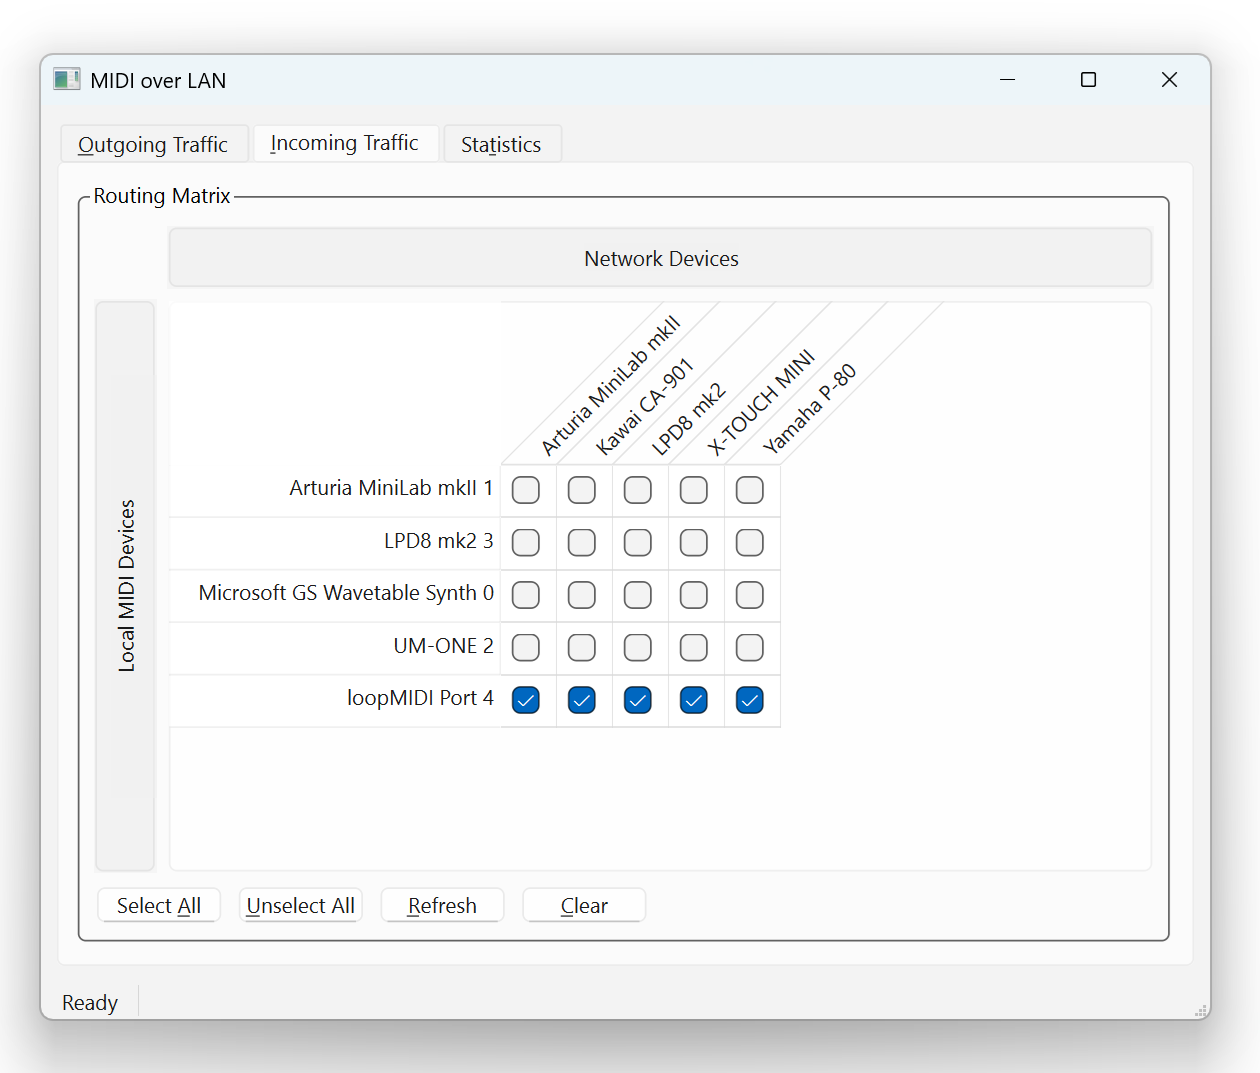 MIDI over LAN
Outgoing Traffic
Incoming Traffic
Statistics
Routing Matrix
Network Devices
Local MIDI Devices
Arturia MiniLab mkII
Kawai CA-901
LPD8 mk2
X-TOUCH MINI
Yamaha P-80
Arturia MiniLab mkII 1
LPD8 mk2 3
Microsoft GS Wavetable Synth 0
UM-ONE 2
loopMIDI Port 4
Select All
Unselect All
Refresh
Clear
Ready